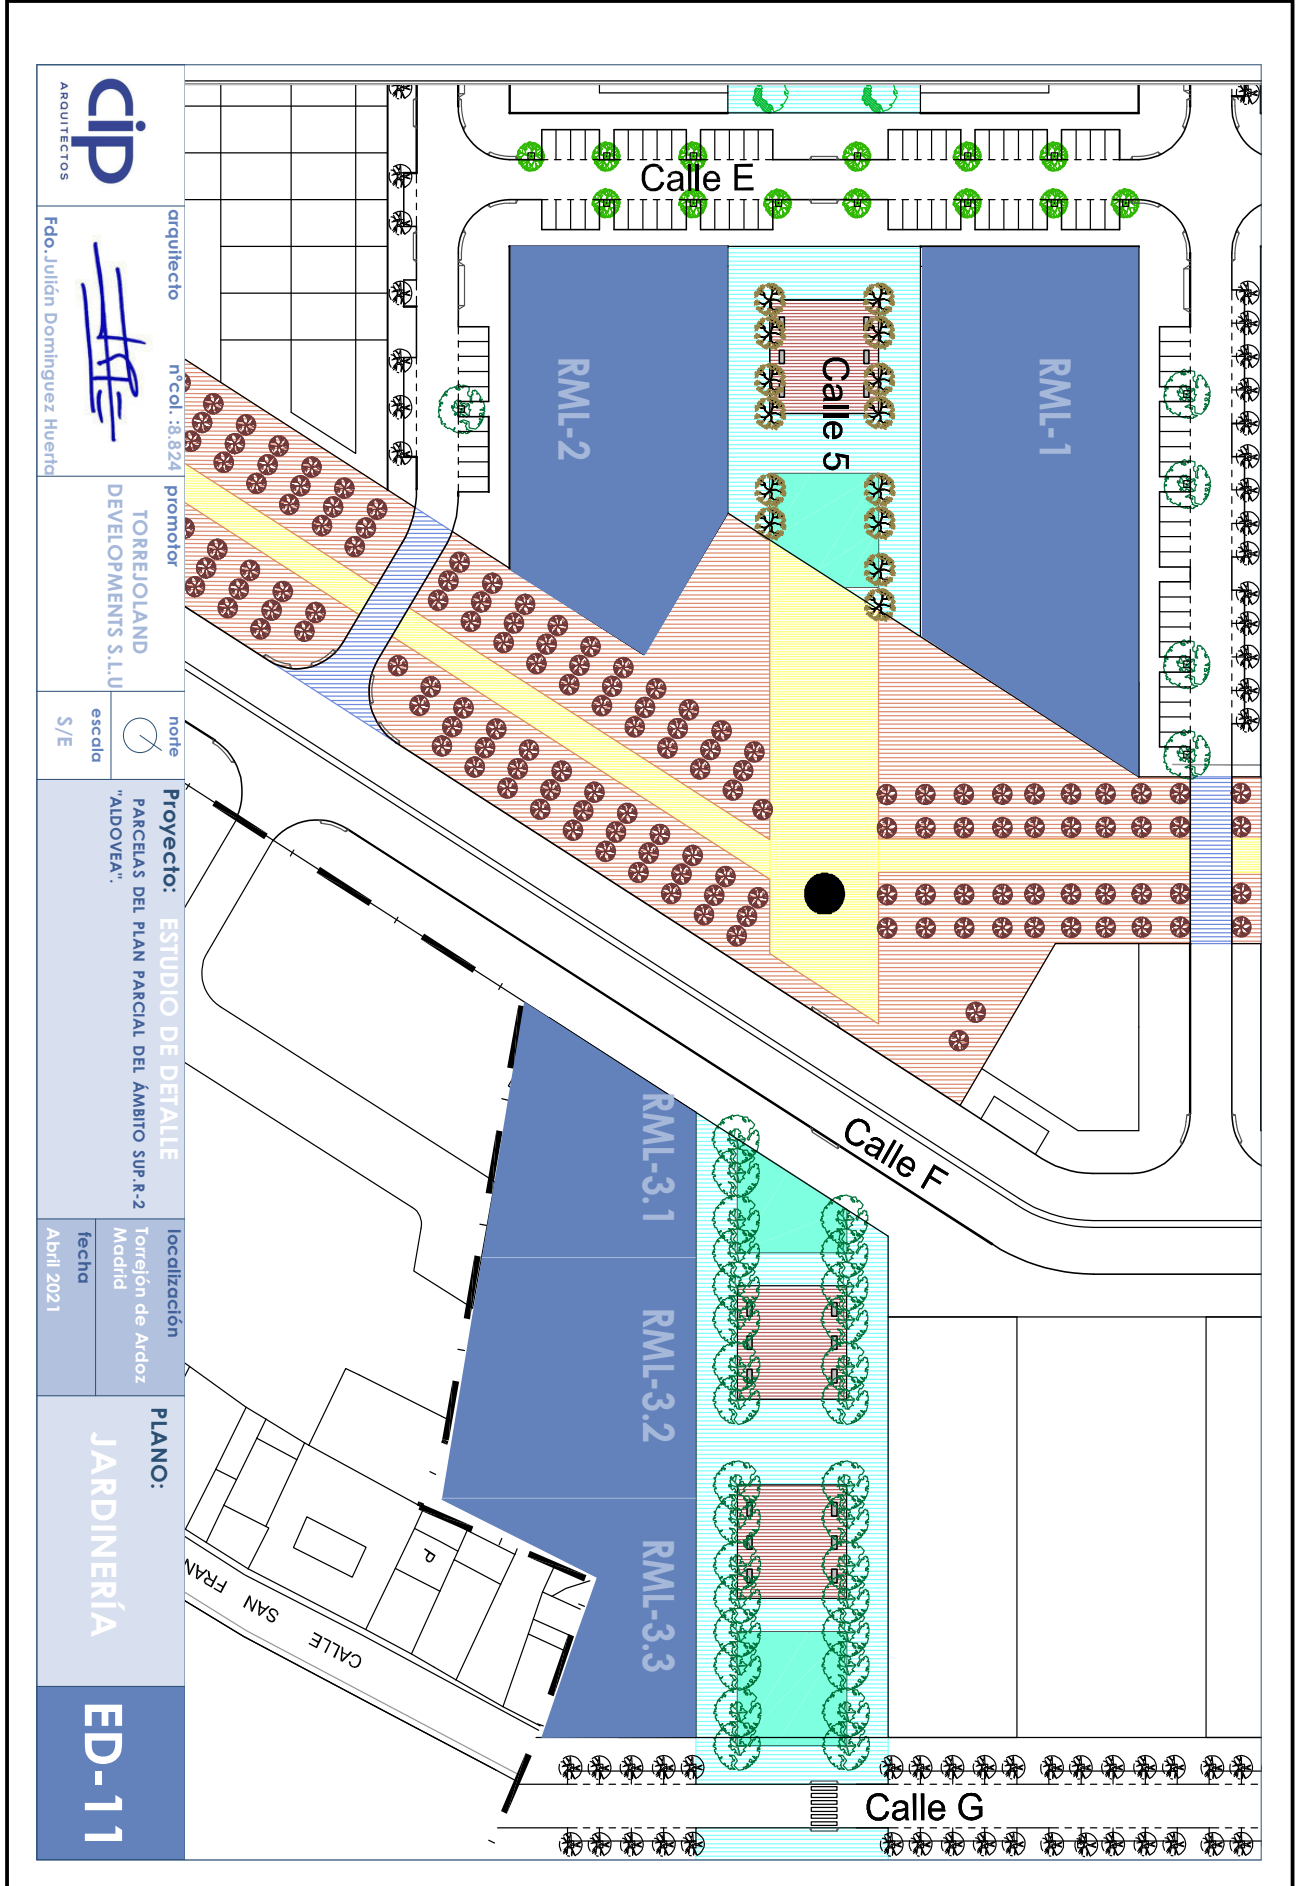 cip
ARQUITECTOS
arquitecto
nºcol. :8.824
Fdo.Julián Dominguez Huerta
promotor
TORREJOLAND
DEVELOPMENTS S.L.U
norte
escala
S/E
Proyecto: ESTUDIO DE DETALLE
PARCELAS DEL PLAN PARCIAL DEL ÁMBITO SUP.R-2
"ALDOVEA".
localización
Torrejón de Ardoz
Madrid
fecha
Abril 2021
PLANO:
JARDINERÍA
ED-11
Calle E
RML-2
Calle 5
RML-1
Calle F
RML-3.1
RML-3.2
RML-3.3
P
CALLE SAN FRAN
Calle G